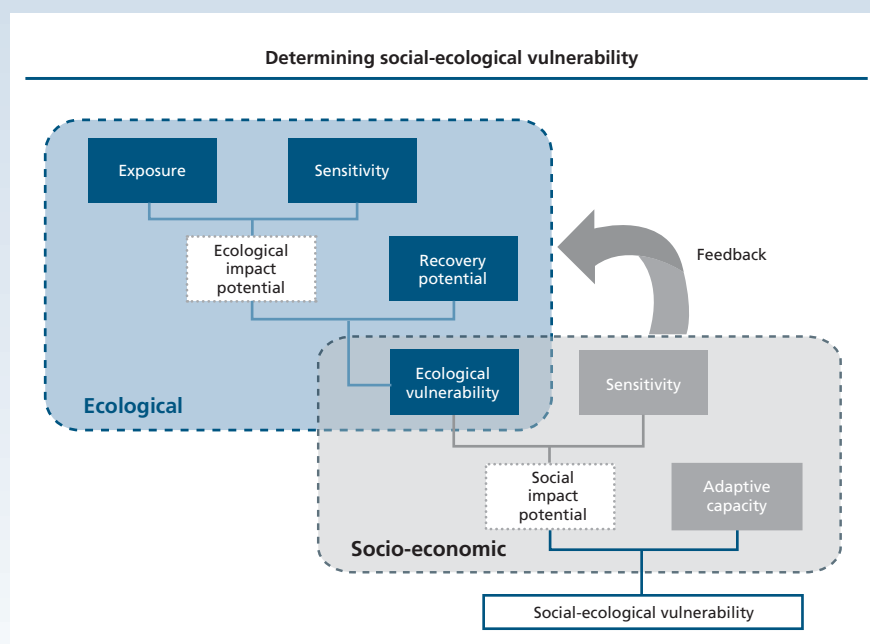 Determining social-ecological vulnerability
Exposure
Sensitivity
Ecological
impact
potential
Recovery
potential
Feedback
Ecological
vulnerability
Sensitivity
Ecological
Social
impact
potential
Adaptive
capacity
Socio-economic
Social-ecological vulnerability